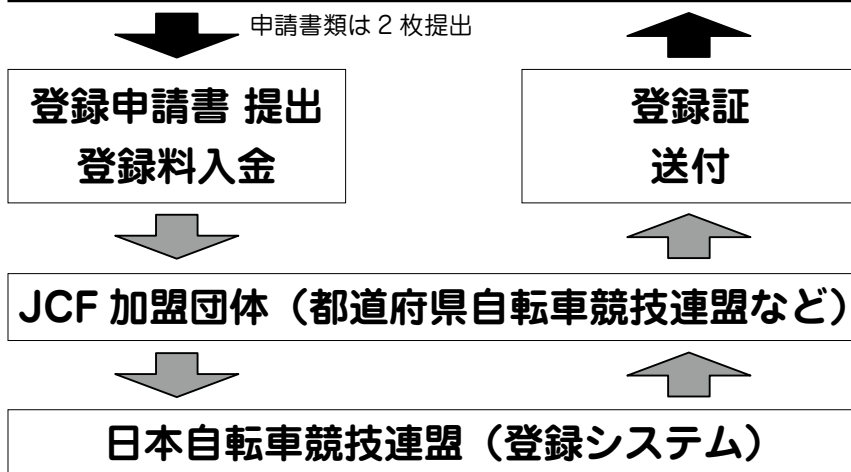 申請書類は2枚提出
登録申請書 提出
登録料入金
登録証
送付
JCF 加盟団体（都道府県自転車競技連盟など）
日本自転車競技連盟（登録システム）